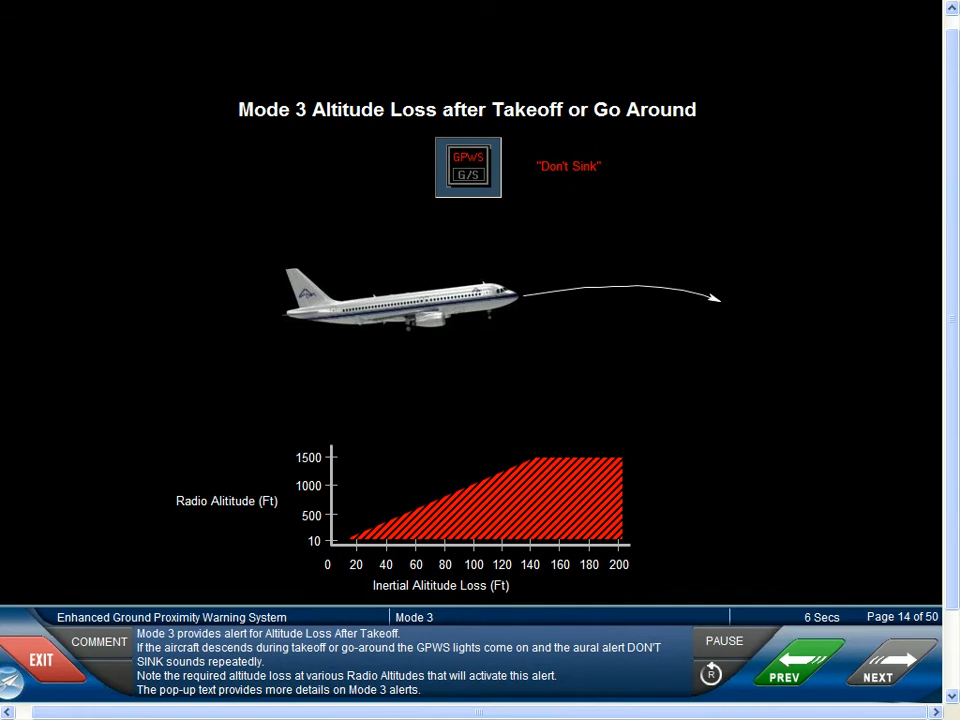 Mode 3 Altitude Loss after Takeoff or Go Around
GPWS
G/S
"Don't Sink"
1500
1000
Radio Altitude (Ft)
500
10
0 20 40 60 80 100 120 140 160 180 200
Inertial Altitude Loss (Ft)
Enhanced Ground Proximity Warning System
Mode 3
6 Secs
Page 14 of 50
COMMENT
Mode 3 provides alert for Altitude Loss After Takeoff.
If the aircraft descends during takeoff or go-around the GPWS lights come on and the aural alert DON'T
SINK sounds repeatedly.
Note the required altitude loss at various Radio Altitudes that will activate this alert.
The pop-up text provides more details on Mode 3 alerts.
PAUSE
EXIT
R
PREV
NEXT